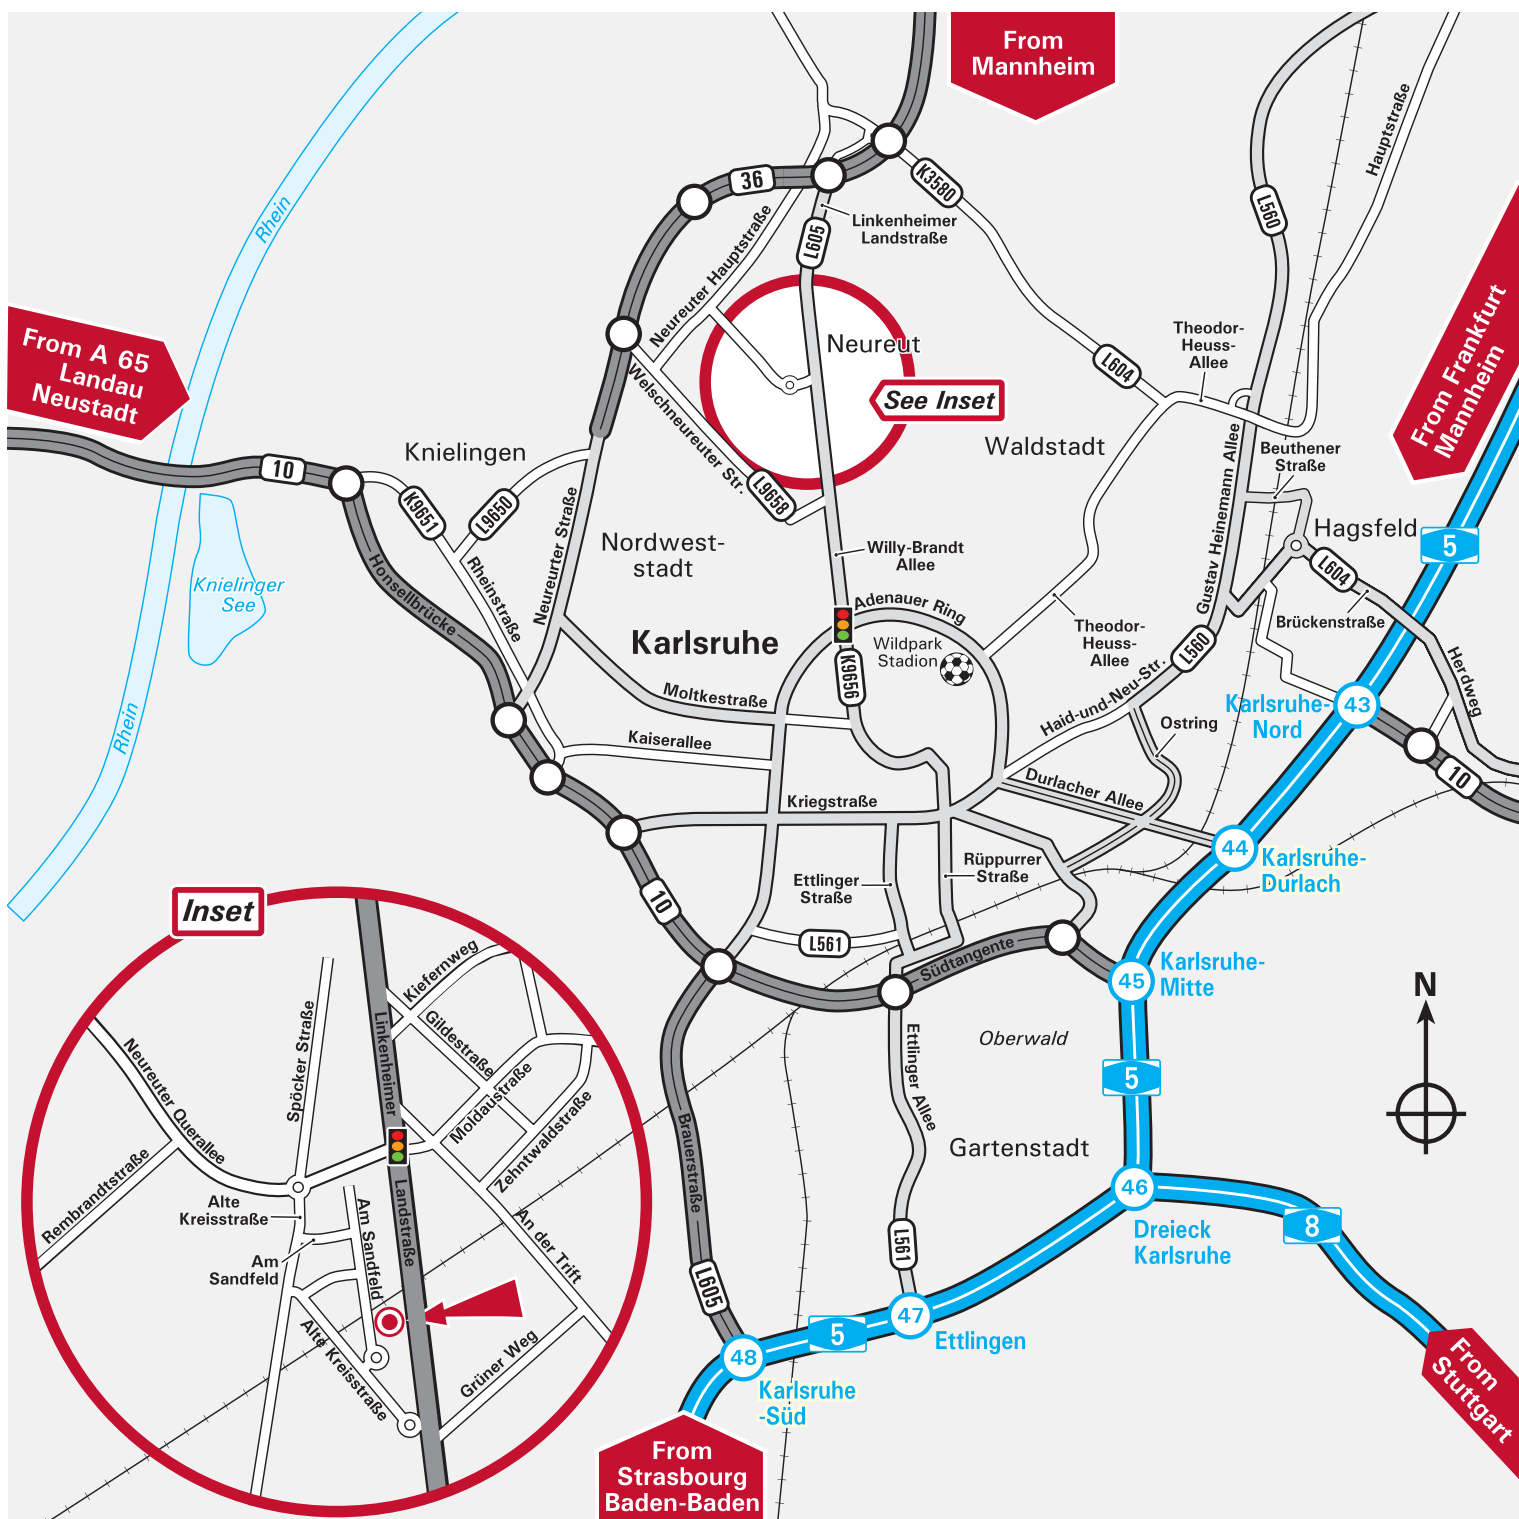 From
Mannheim
Rhein
36
K3580
L560
Hauptstraße
Linkenheimer
Landstraße
L605
Neureuter Hauptstraße
From A 65
Landau
Neustadt
From Frankfurt
Mannheim
Theodor-
Heuss-
Allee
Neureut
L604
See Inset
Welschneureuter Str.
Knielingen
Waldstadt
10
K9651
L9650
L9658
Gustav Heinemann Allee
Beuthener
Straße
Hagsfeld
5
Neureurter Straße
Nordwest-
stadt
Willy-Brandt
Allee
L604
Knielinger
See
Honsellbrücke
Rheinstraße
Adenauer Ring
Brückenstraße
Karlsruhe
Wildpark
Stadion
Theodor-
Heuss-
Allee
L560
Herdweg
K9656
Moltkestraße
Haid-und-Neu-Str.
Karlsruhe-
Nord
43
Rhein
Ostring
Kaiserallee
10
Durlacher Allee
Kriegstraße
44
Karlsruhe-
Durlach
Rüppurrer
Straße
Ettlinger
Straße
10
L561
Südtangente
45
Karlsruhe-
Mitte
N
Oberwald
Ettlinger Allee
5
Brauerstraße
Gartenstadt
46
Dreieck
Karlsruhe
8
L561
L605
47
Ettlingen
5
48
Karlsruhe
-Süd
From
Stuttgart
From
Strasbourg
Baden-Baden
Inset
Kiefernweg
Spöcker Straße
Linkenheimer
Gildestraße
Neureuter Querallee
Moldaustraße
Zehntwaldstraße
Rembrandtstraße
Alte
Kreisstraße
Am Sandfeld
Landstraße
An der Trift
Am
Sandfeld
Alte Kreisstraße
Grüner Weg